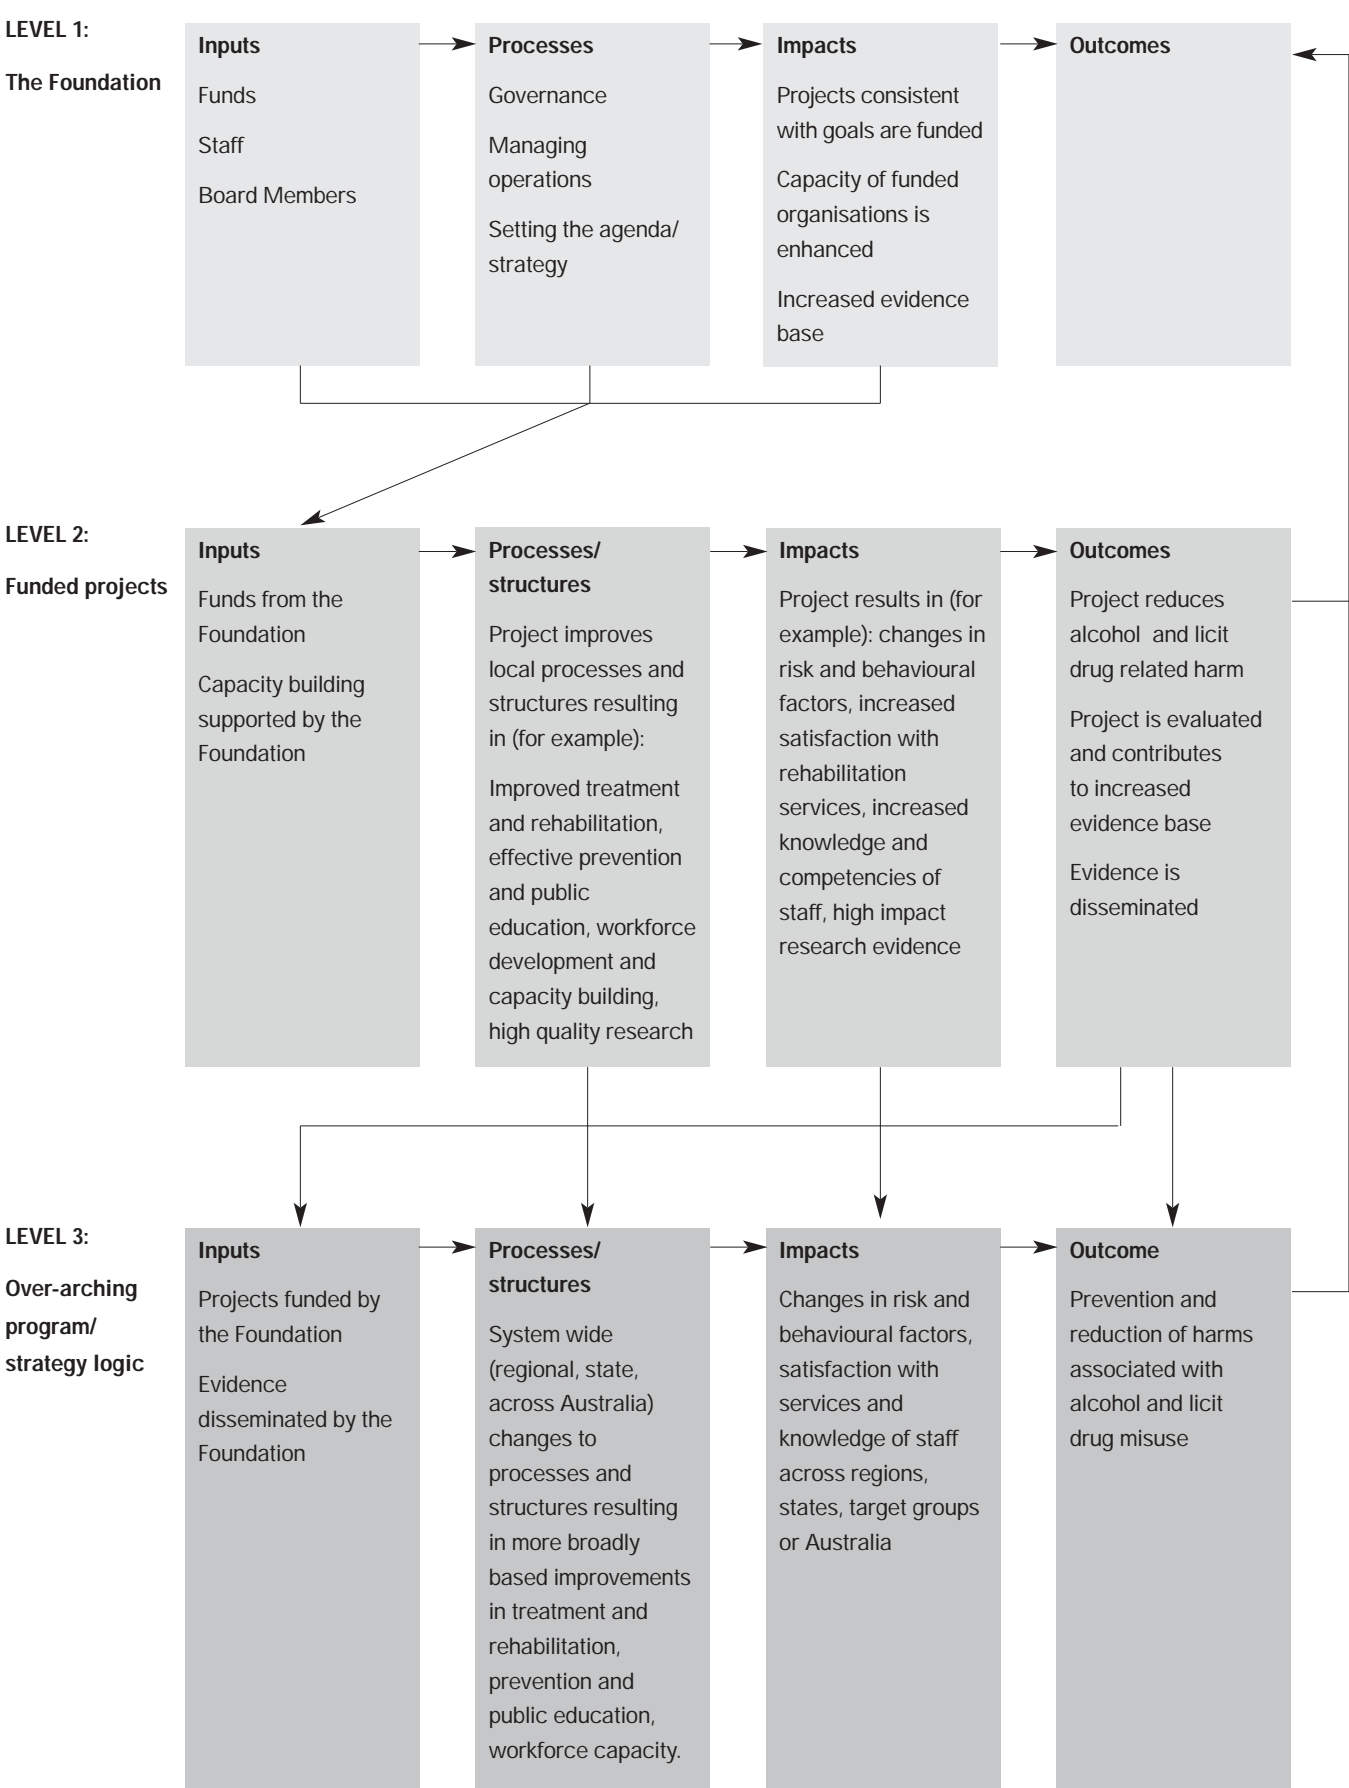 LEVEL 1:
The Foundation
Inputs
Funds
Staff
Board Members
Processes
Governance
Managing
operations
Setting the agenda/
strategy
Impacts
Projects consistent
with goals are funded
Capacity of funded
organisations is
enhanced
Increased evidence
base
Outcomes
LEVEL 2:
Funded projects
Inputs
Funds from the
Foundation
Capacity building
supported by the
Foundation
Processes/
structures
Project improves
local processes and
structures resulting
in (for example):
Improved treatment
and rehabilitation,
effective prevention
and public
education, workforce
development and
capacity building,
high quality research
Impacts
Project results in (for
example): changes in
risk and behavioural
factors, increased
satisfaction with
rehabilitation
services, increased
knowledge and
competencies of
staff, high impact
research evidence
Outcomes
Project reduces
alcohol and licit
drug related harm
Project is evaluated
and contributes
to increased
evidence base
Evidence is
disseminated
LEVEL 3:
Over-arching
program/
strategy logic
Inputs
Projects funded by
the Foundation
Evidence
disseminated by the
Foundation
Processes/
structures
System wide
(regional, state,
across Australia)
changes to
processes and
structures resulting
in more broadly
based improvements
in treatment and
rehabilitation,
prevention and
public education,
workforce capacity.
Impacts
Changes in risk and
behavioural factors,
satisfaction with
services and
knowledge of staff
across regions,
states, target groups
or Australia
Outcome
Prevention and
reduction of harms
associated with
alcohol and licit
drug misuse